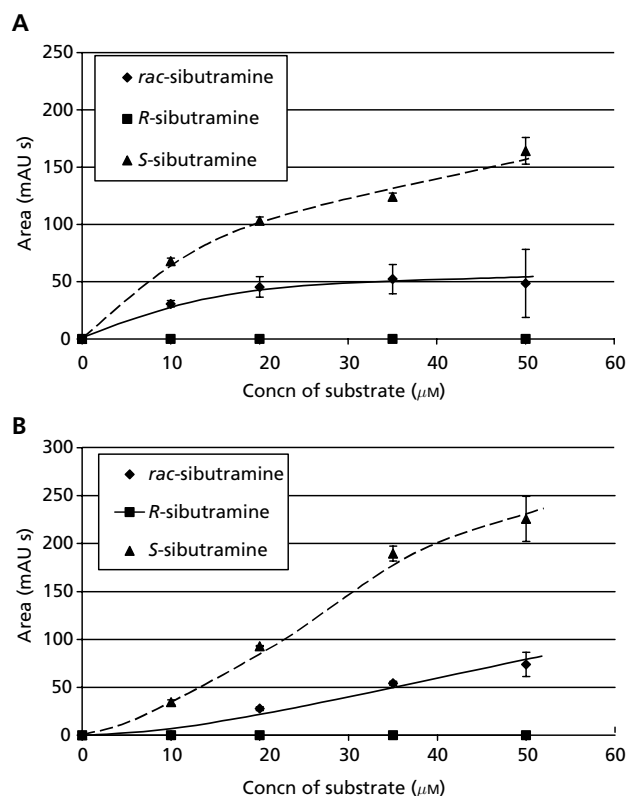 A
250
200
150
100
50
0
Area (mAU s)
rac-sibutramine
R-sibutramine
S-sibutramine
0 10 20 30 40 50 60
Concn of substrate (μM)
B
300
250
200
150
100
50
0
Area (mAU s)
rac-sibutramine
R-sibutramine
S-sibutramine
0 10 20 30 40 50 60
Concn of substrate (μM)